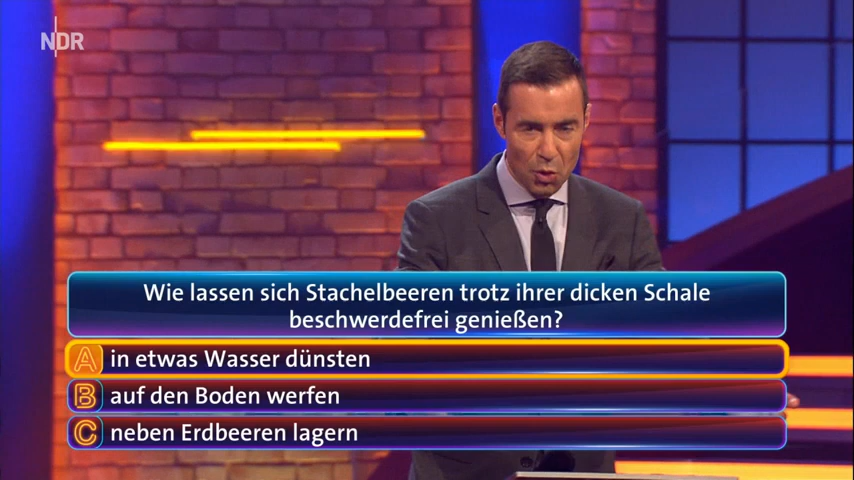 NDR
Wie lassen sich Stachelbeeren trotz ihrer dicken Schale
beschwerdefrei genießen?
A in etwas Wasser dünsten
B auf den Boden werfen
C neben Erdbeeren lagern